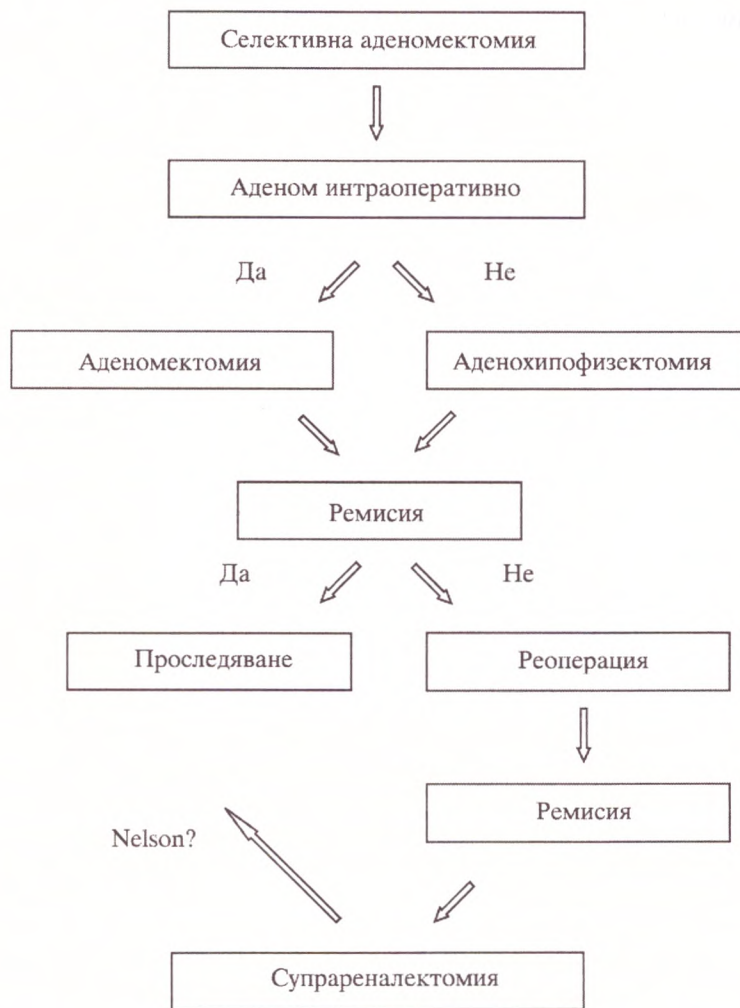 Селективна аденомектомия
Аденом интраоперативно
Да
Не
Аденомектомия
Аденохипофизектомия
Ремисия
Да
Не
Проследяване
Реоперация
Ремисия
Nelson?
Супрареналектомия